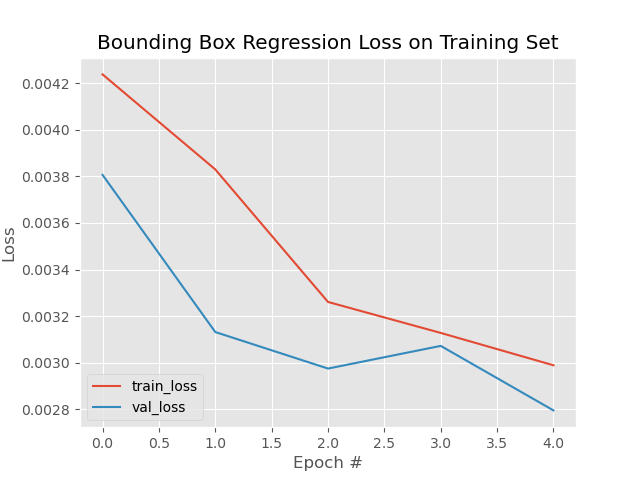 Bounding Box Regression Loss on Training Set
0.0042
0.0040
0.0038
0.0036
0.0034
0.0032
0.0030
0.0028
Loss
train_loss
val_loss
0.0 0.5 1.0 1.5 2.0 2.5 3.0 3.5 4.0
Epoch #